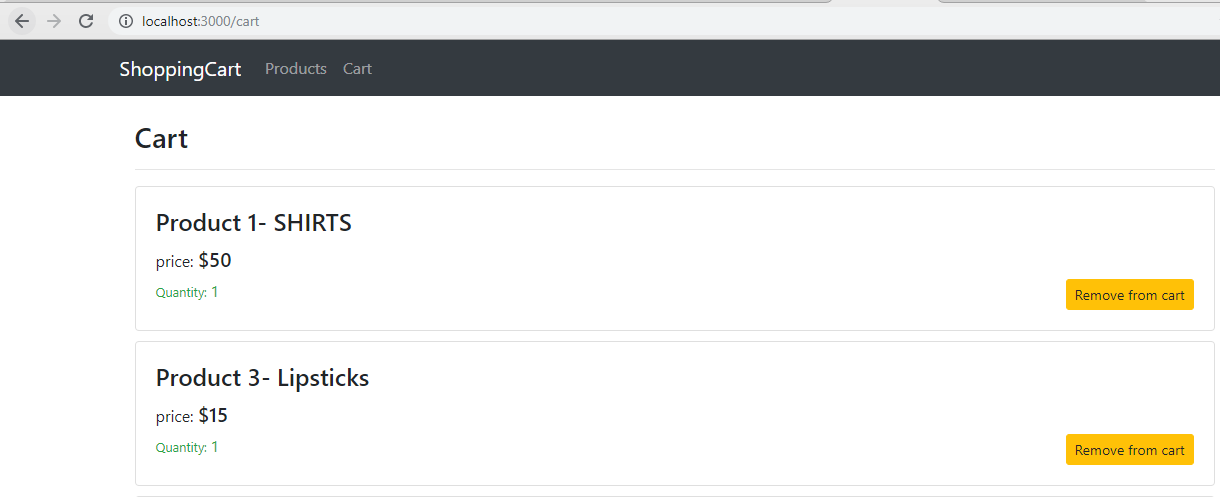 localhost:3000/cart
ShoppingCart Products Cart
Cart
Product 1- SHIRTS
price: $50
Quantity: 1
Remove from cart
Product 3- Lipsticks
price: $15
Quantity: 1
Remove from cart